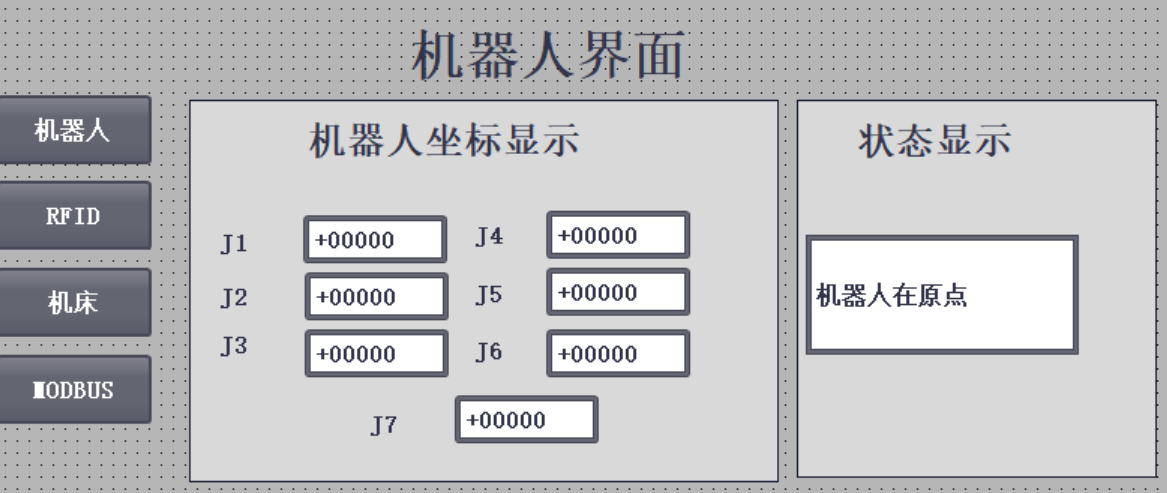 机器人界面
机器人
RFID
机床
MODBUS
机器人坐标显示
J1 +00000 J4 +00000
J2 +00000 J5 +00000
J3 +00000 J6 +00000
J7 +00000
状态显示
机器人在原点